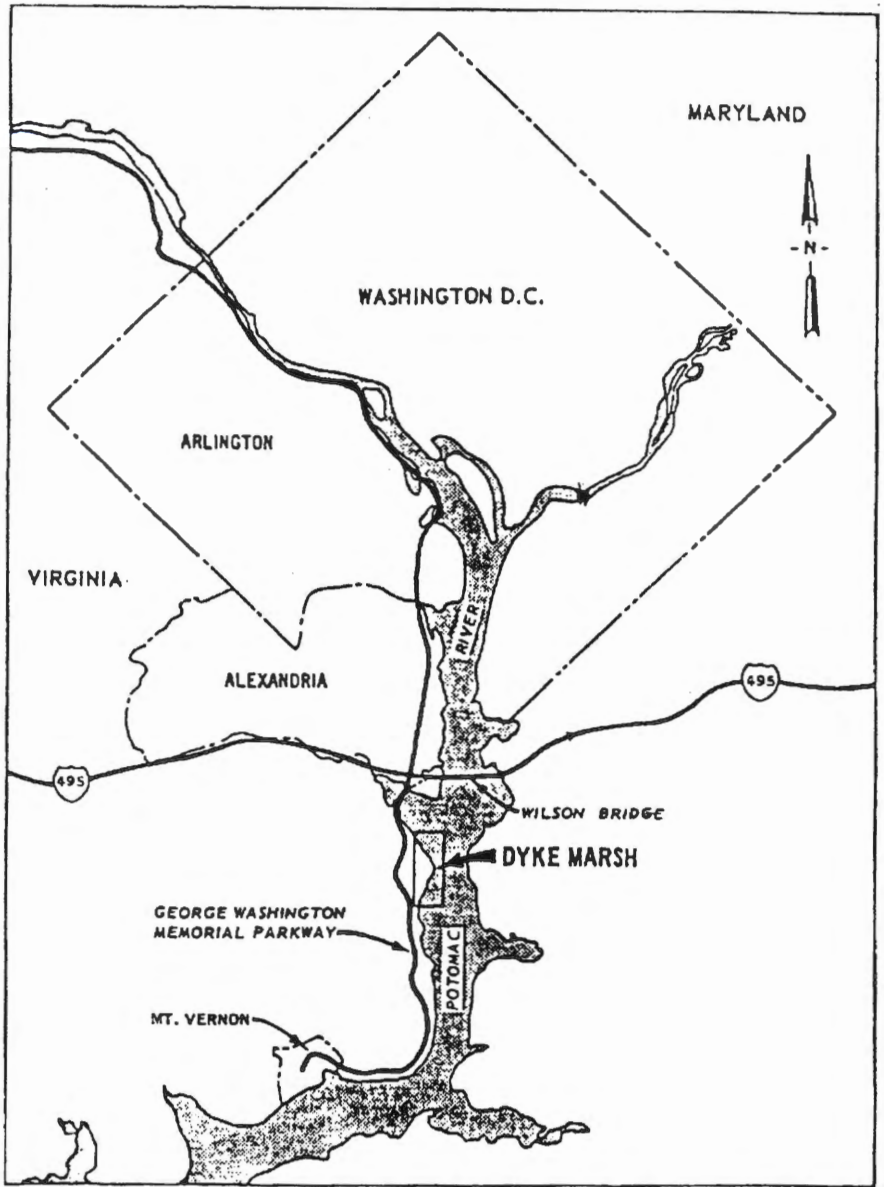 MARYLAND
- N -
WASHINGTON D.C.
ARLINGTON
VIRGINIA
RIVER
ALEXANDRIA
495
495
WILSON BRIDGE
DYKE MARSH
GEORGE WASHINGTON
MEMORIAL PARKWAY
POTOMAC
MT. VERNON